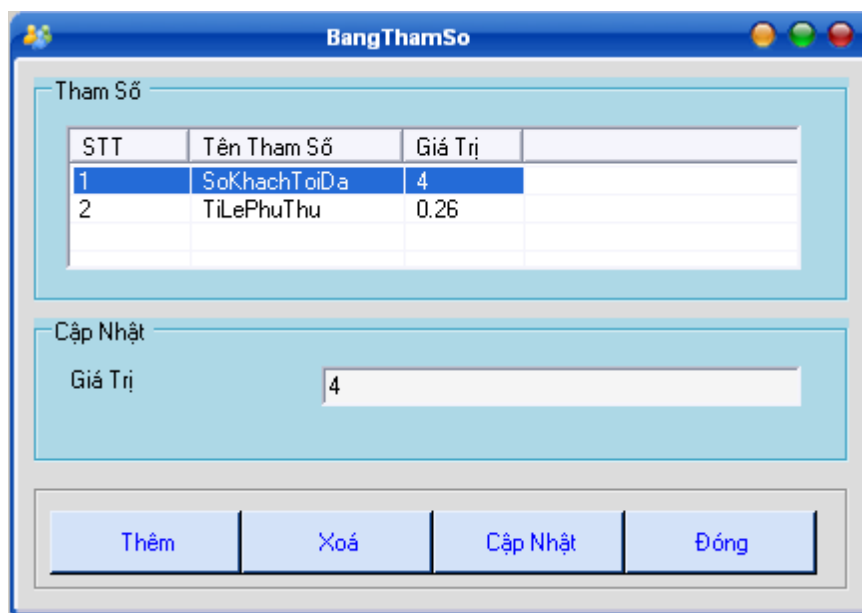 BangThamSo
Tham Số
STT Tên Tham Số Giá Trị
1 SoKhachToiDa 4
2 TiLePhuThu 0.26
Cập Nhật
Giá Trị 4
Thêm Xoá Cập Nhật Đóng